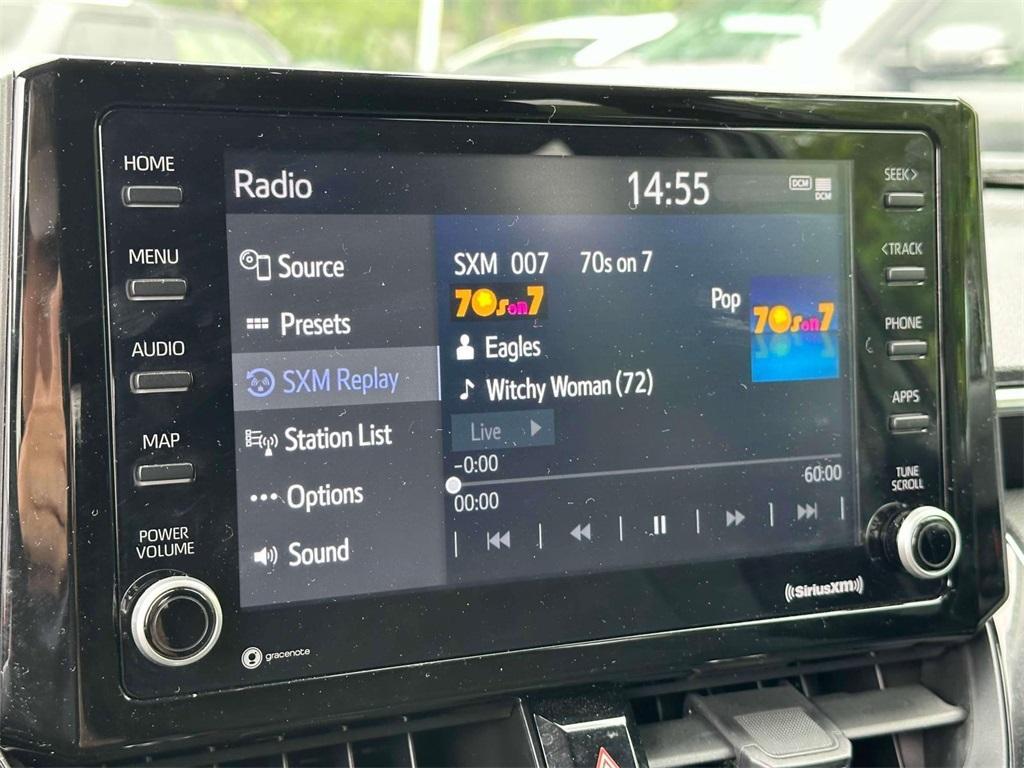 HOME
MENU
AUDIO
MAP
POWER
VOLUME
Radio
14:55
DCM
DCM
Source
Presets
SXM Replay
Station List
Options
Sound
SXM 007 70s on 7
70s on 7
Pop
70s on 7
Eagles
Witchy Woman (72)
Live
-0:00
60:00
00:00
SEEK>
<TRACK
PHONE
APPS
TUNE
SCROLL
((SiriusXM))
gracenote